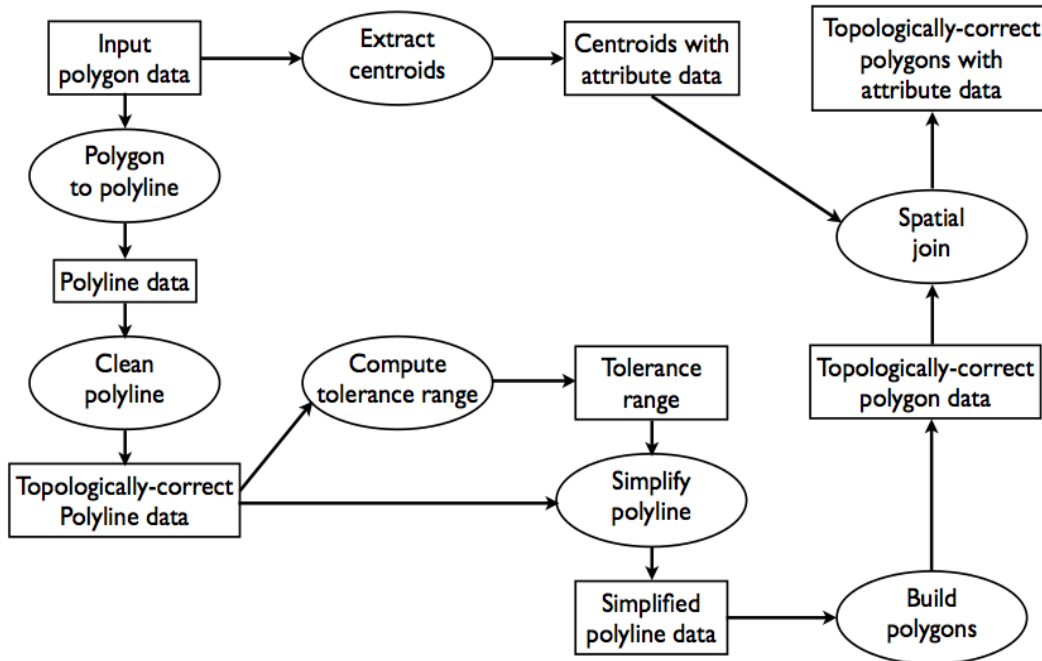 Input
polygon data
Extract
centroids
Centroids with
attribute data
Topologically-correct
polygons with
attribute data
Polygon
to polyline
Spatial
join
Polyline data
Clean
polyline
Compute
tolerance range
Tolerance
range
Topologically-correct
polygon data
Topologically-correct
Polyline data
Simplify
polyline
Simplified
polyline data
Build
polygons